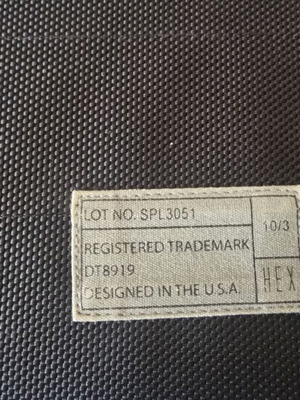 LOT NO. SPL3051
10/3
REGISTERED TRADEMARK
DT8919
DESIGNED IN THE U.S.A.
HEX